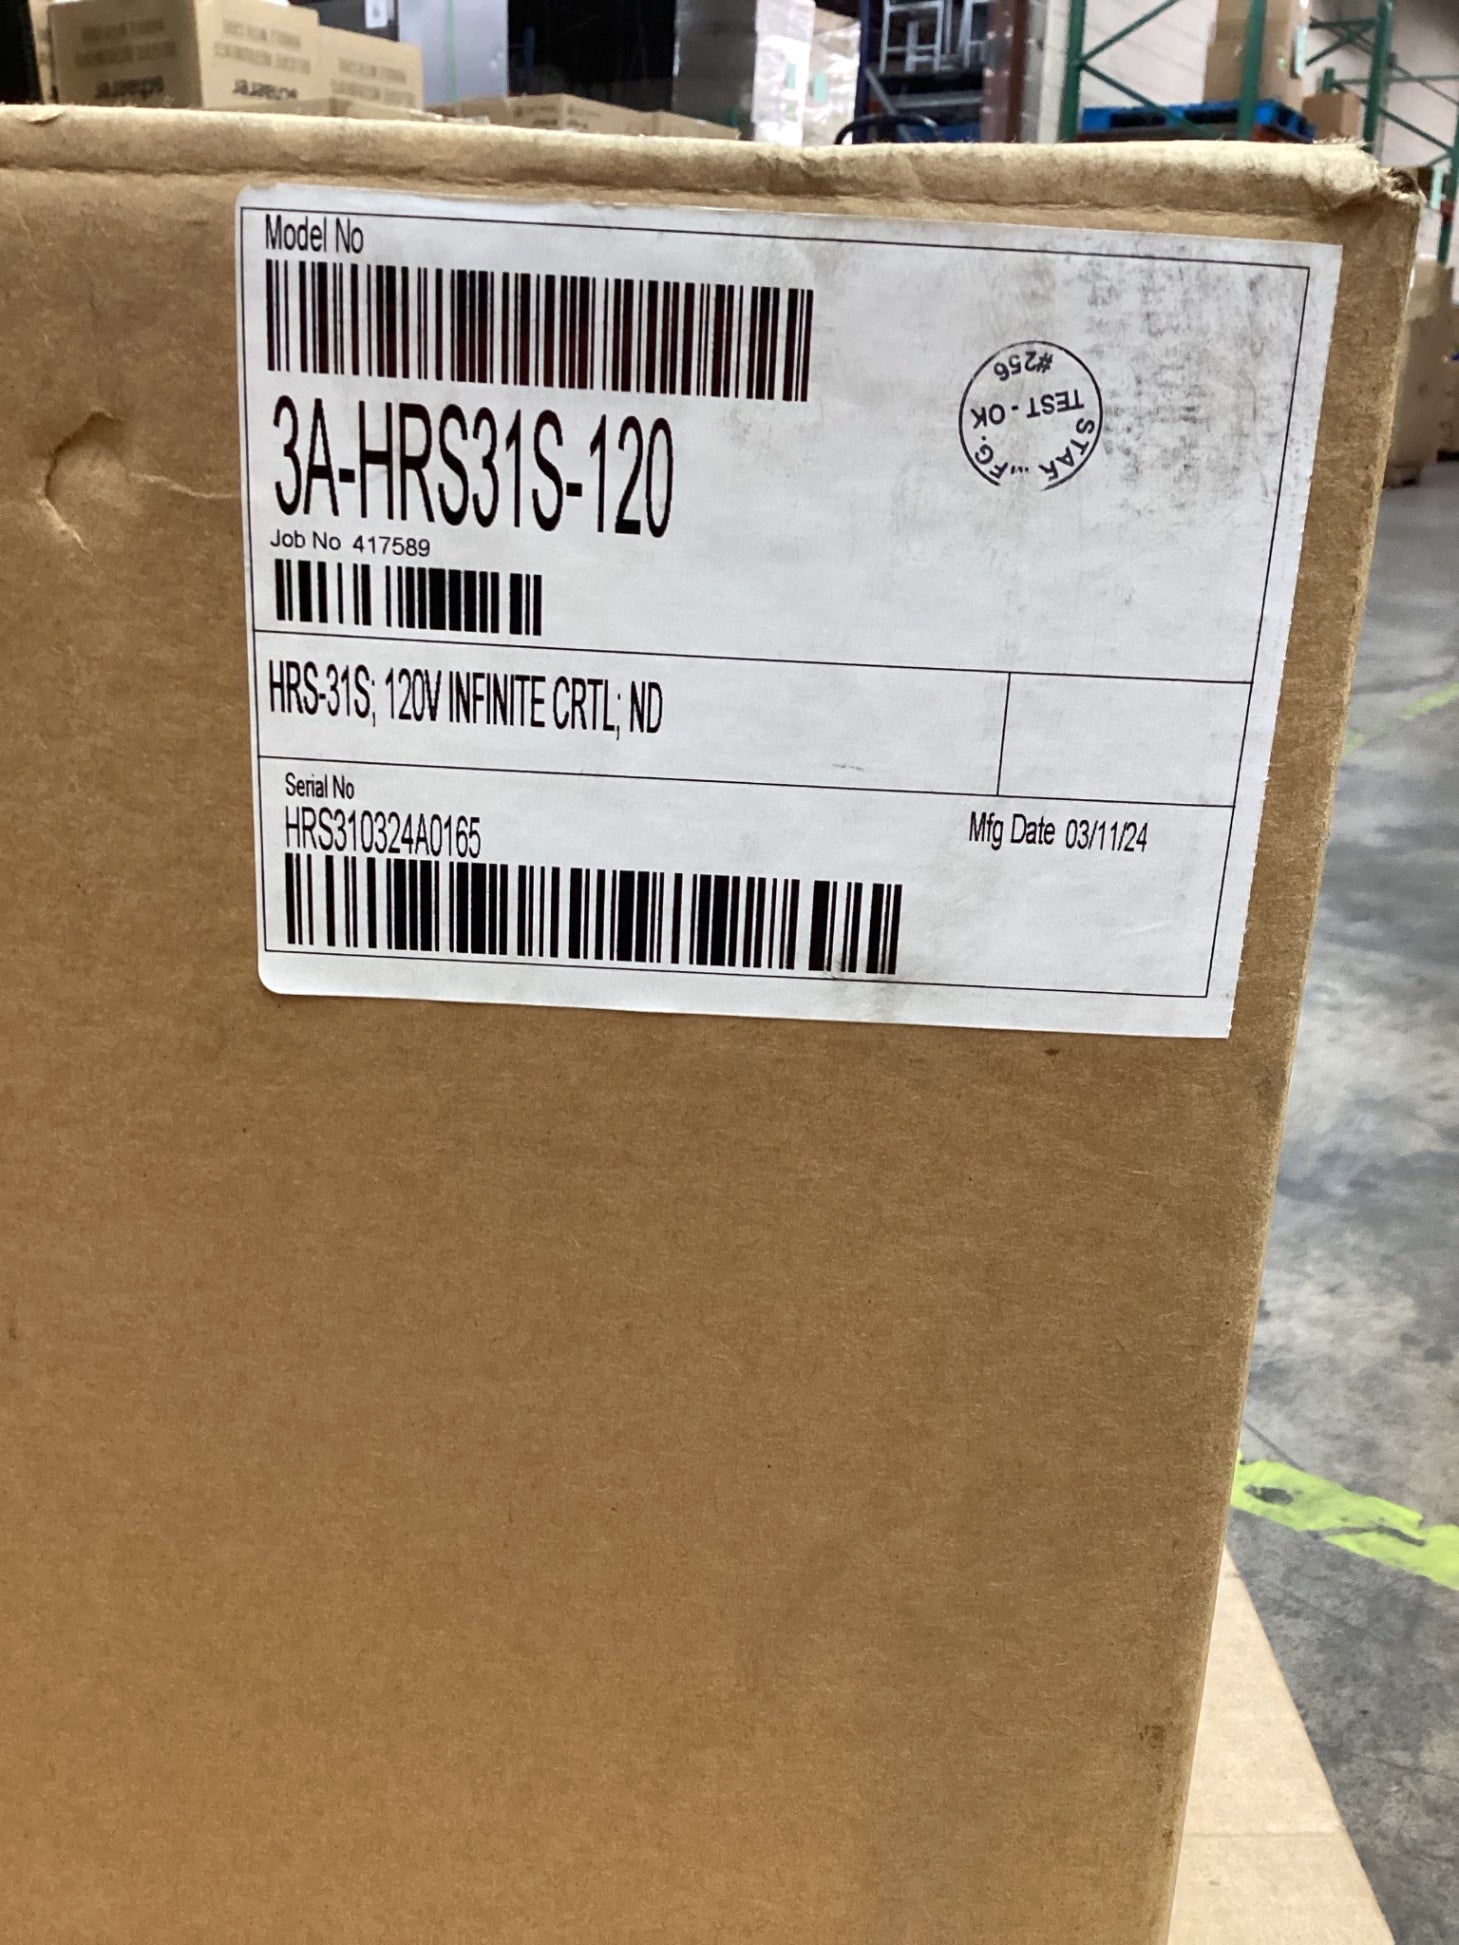 Model No
3A-HRS31S-120
Job No 417589
HRS-31S; 120V INFINITE CRTL; ND
Serial No
HRS310324A0165
Mfg Date 03/11/24
STAR FG.
TEST - OK
#256